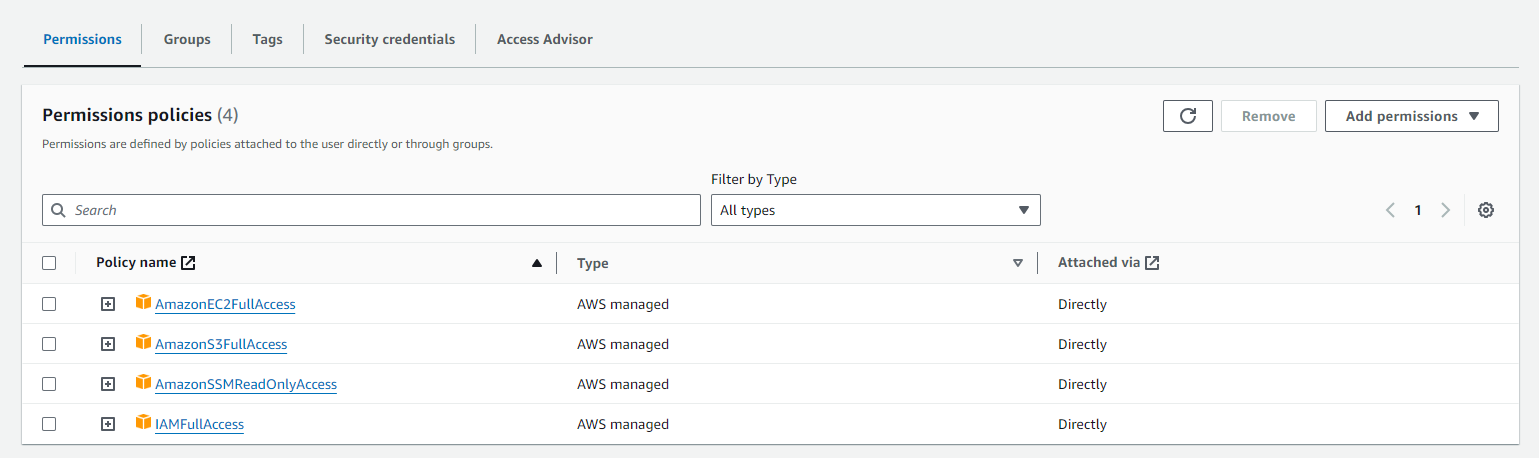 Permissions Groups Tags Security credentials Access Advisor
Permissions policies (4)
Remove Add permissions
Permissions are defined by policies attached to the user directly or through groups.
Filter by Type
Search All types 1
Policy name Type Attached via
AmazonEC2FullAccess AWS managed Directly
AmazonS3FullAccess AWS managed Directly
AmazonSSMReadOnlyAccess AWS managed Directly
IAMFullAccess AWS managed Directly